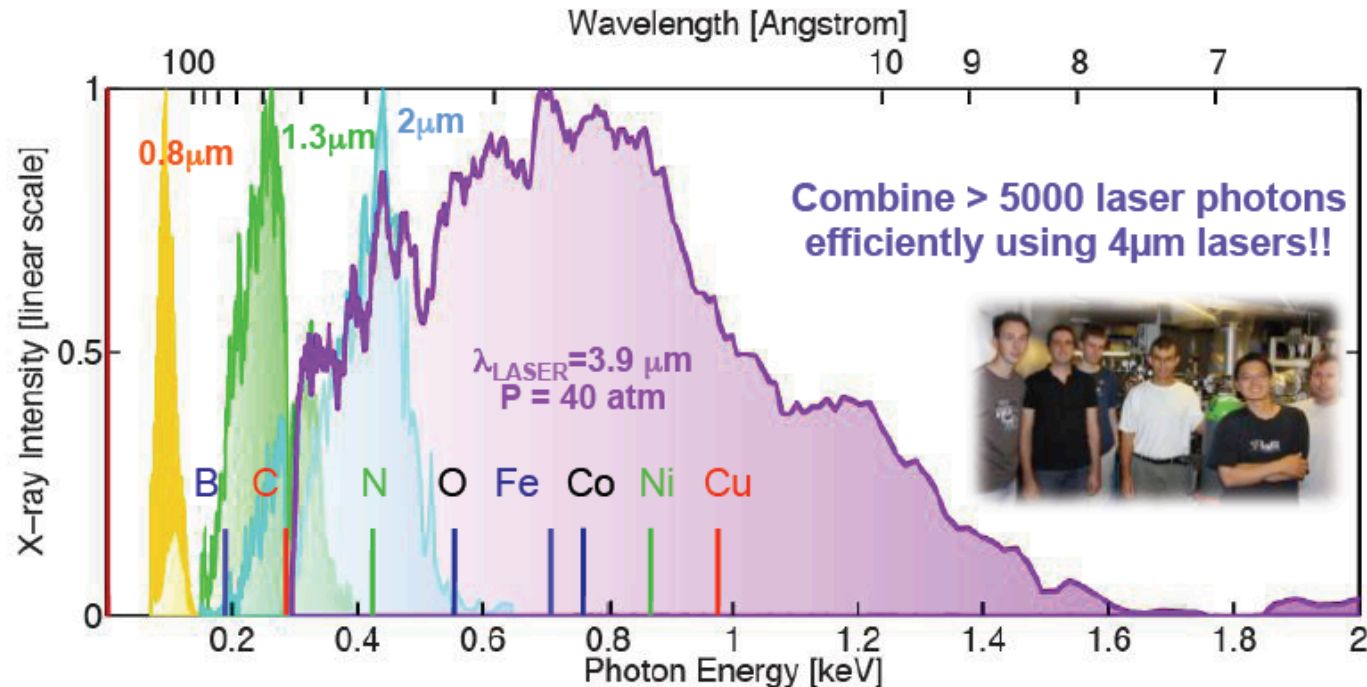 Wavelength [Angstrom]
100 10 9 8 7
1
0.8μm
1.3μm
2μm
Combine > 5000 laser photons
efficiently using 4μm lasers!!
X-ray Intensity [linear scale]
0.5
λLASER=3.9 μm
P = 40 atm
B C N O Fe Co Ni Cu
0
0.2 0.4 0.6 0.8 1 1.2 1.4 1.6 1.8 2
Photon Energy [keV]